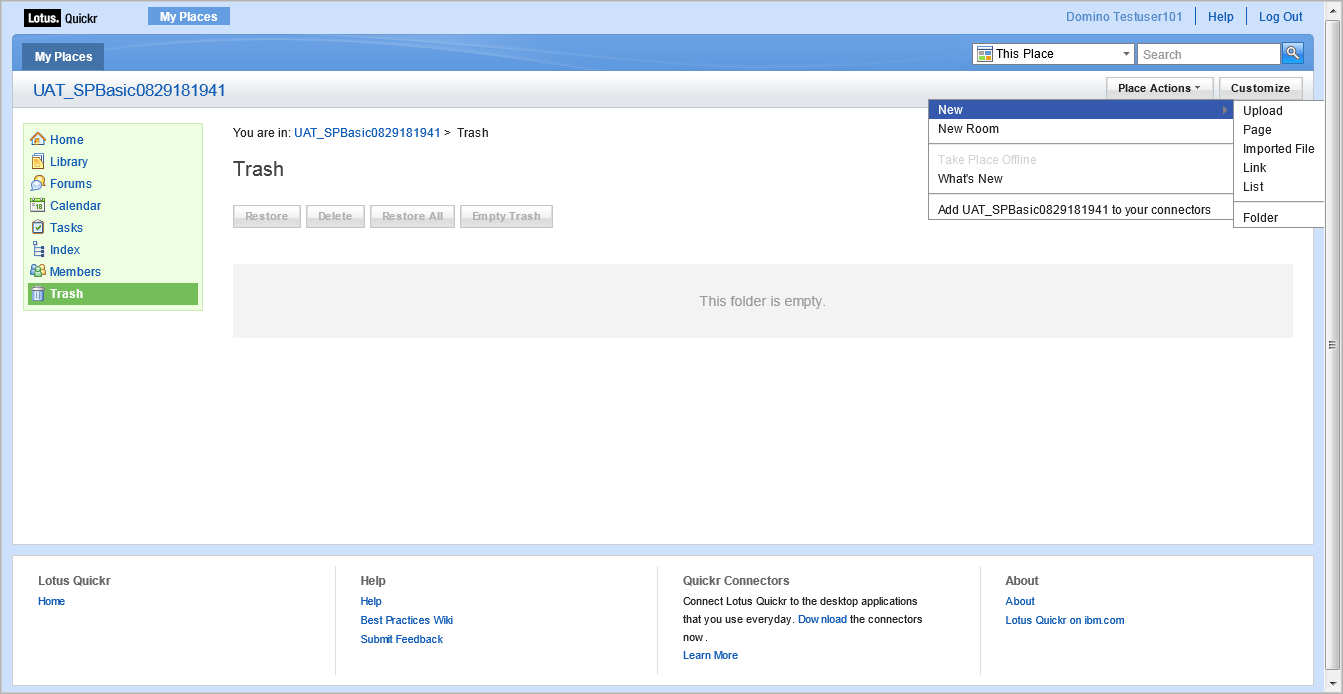 Lotus. Quickr
My Places
Domino Testuser101
Help
Log Out
My Places
This Place
Search
UAT_SPBasic0829181941
Place Actions
Customize
New
New Room
Take Place Offline
What's New
Add UAT_SPBasic0829181941 to your connectors
Upload
Page
Imported File
Link
List
Folder
Home
Library
Forums
18
Calendar
Tasks
Index
Members
Trash
You are in: UAT_SPBasic0829181941 > Trash
Trash
Restore
Delete
Restore All
Empty Trash
This folder is empty.
Lotus Quickr
Home
Help
Help
Best Practices Wiki
Submit Feedback
Quickr Connectors
Connect Lotus Quickr to the desktop applications
that you use everyday. Download the connectors
now .
Learn More
About
About
Lotus Quickr on ibm.com